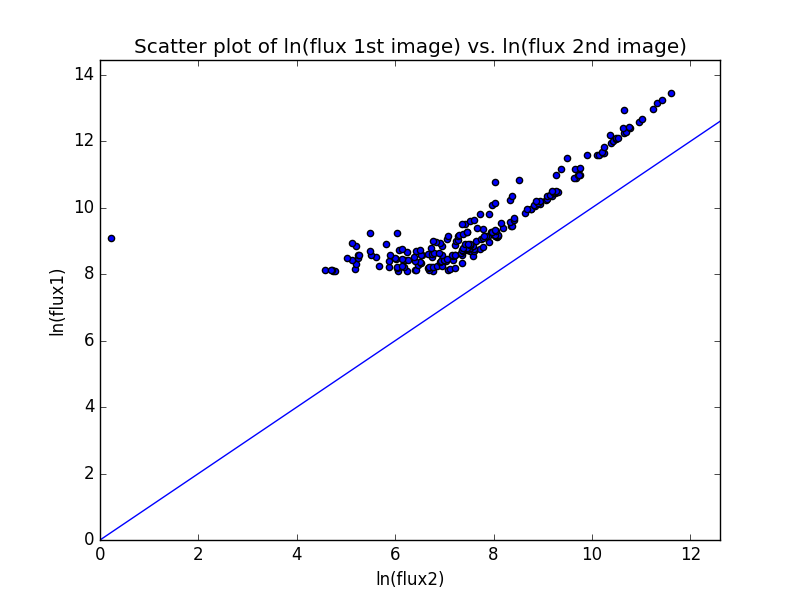 Scatter plot of ln(flux 1st image) vs. ln(flux 2nd image)
14
12
10
8
6
4
2
0
ln(flux1)
0 2 4 6 8 10 12
ln(flux2)